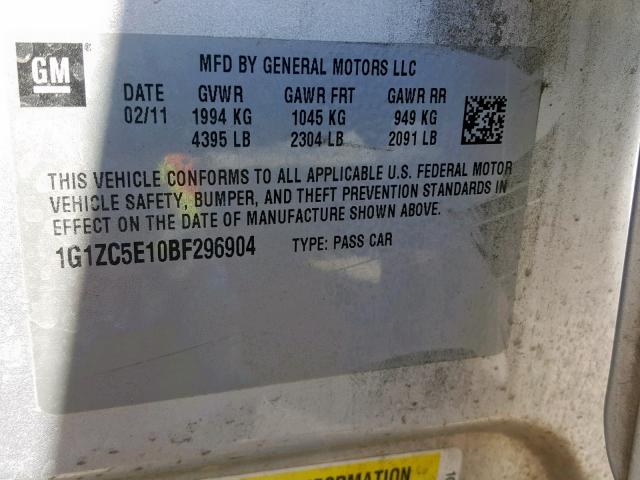 GM®
MFD BY GENERAL MOTORS LLC
DATE GVWR GAWR FRT GAWR RR
02/11 1994 KG 1045 KG 949 KG
4395 LB 2304 LB 2091 LB
THIS VEHICLE CONFORMS TO ALL APPLICABLE U.S. FEDERAL MOTOR
VEHICLE SAFETY, BUMPER, AND THEFT PREVENTION STANDARDS IN
EFFECT ON THE DATE OF MANUFACTURE SHOWN ABOVE.
1G1ZC5E10BF296904 TYPE: PASS CAR